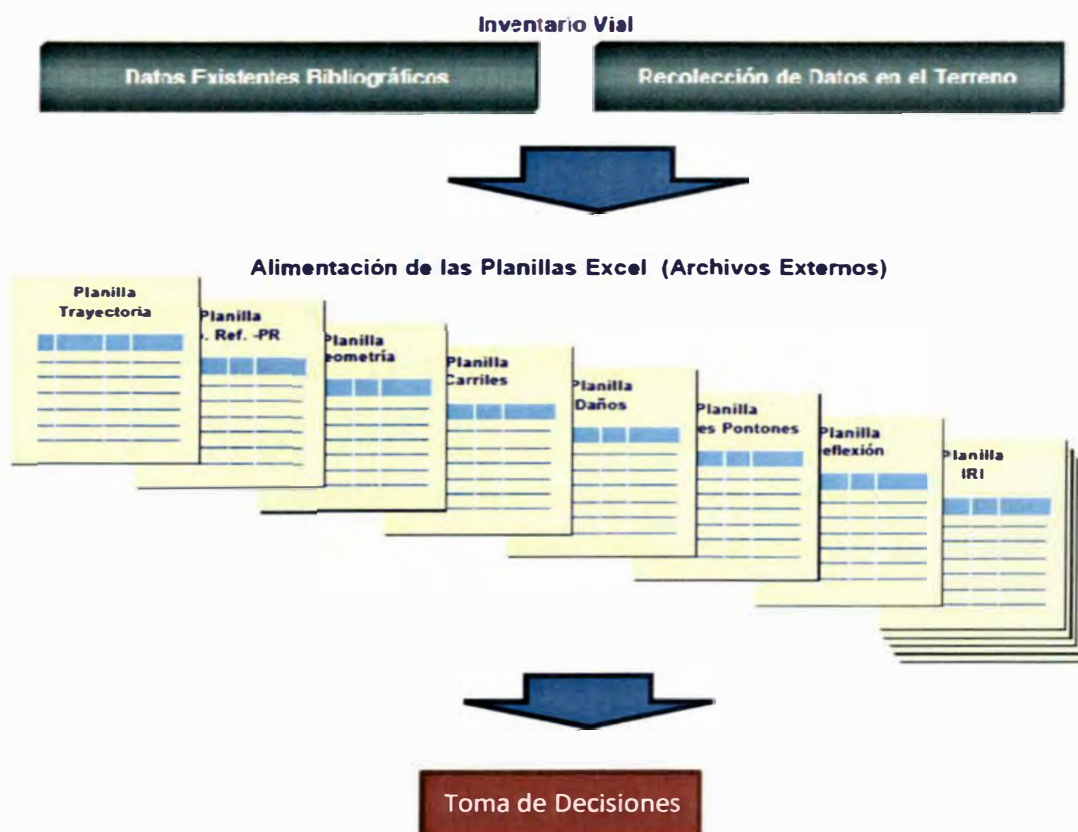 Inventario Vial
Datos Existentes Bibliográficos
Recolección de Datos en el Terreno
Alimentación de las Planillas Excel (Archivos Externos)
Planilla
Trayectoria
Planilla
. Ref. -PR
Planilla
eometría
Planilla
Carriles
Planilla
Daños
Planilla
es Pontones
Planilla
eflexión
Planilla
IRI
Toma de Decisiones